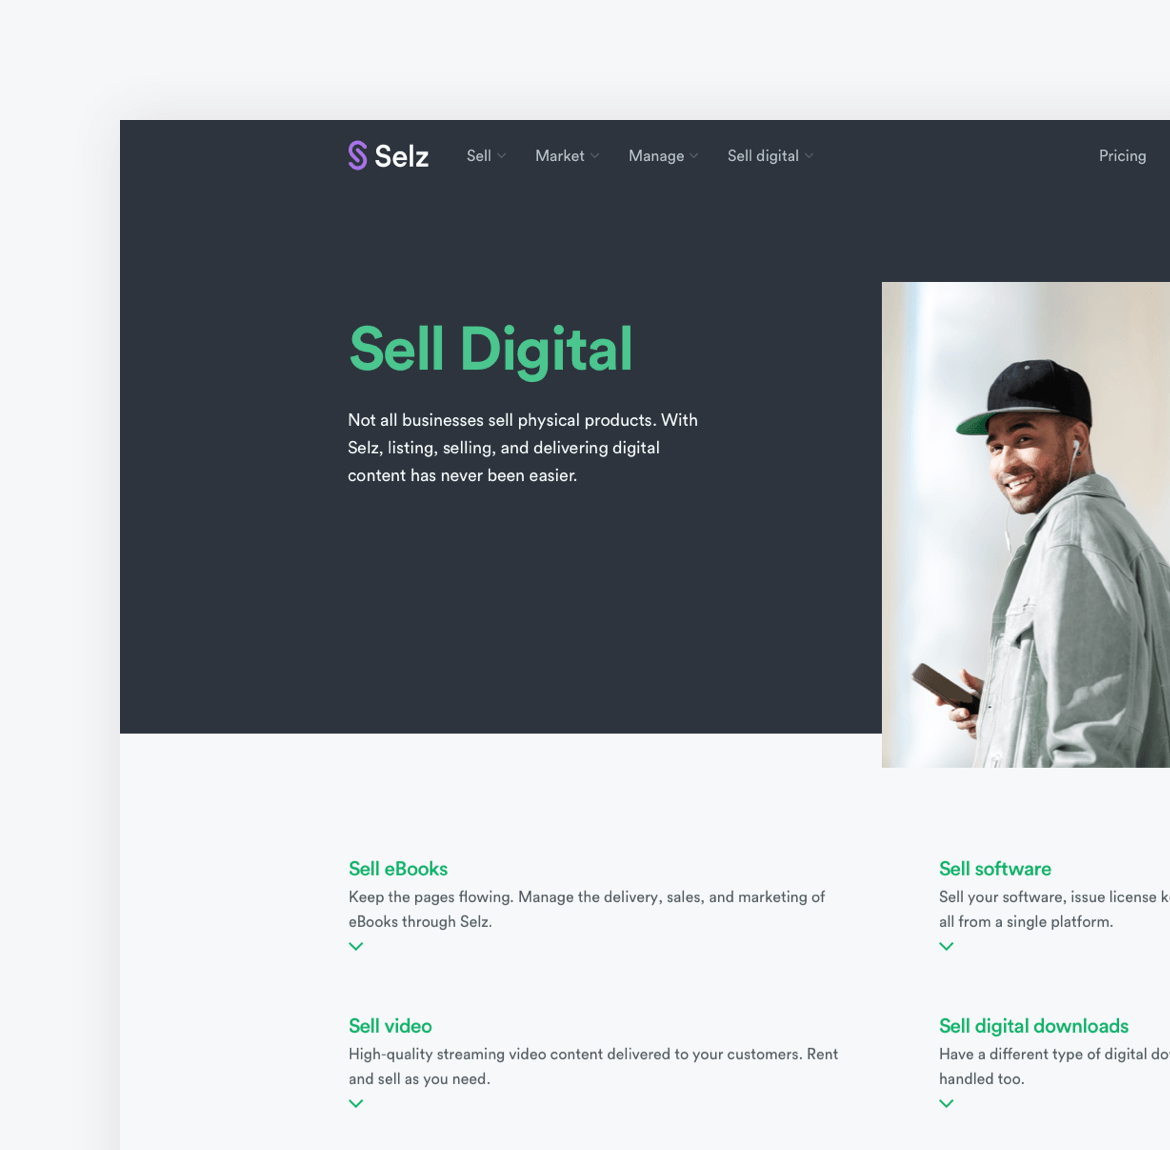 Selz
Sell
Market
Manage
Sell digital
Pricing
Sell Digital
Not all businesses sell physical products. With
Selz, listing, selling, and delivering digital
content has never been easier.
Sell eBooks
Keep the pages flowing. Manage the delivery, sales, and marketing of
eBooks through Selz.
Sell software
Sell your software, issue license
all from a single platform.
Sell video
High-quality streaming video content delivered to your customers. Rent
and sell as you need.
Sell digital downloads
Have a different type of digital
handled too.